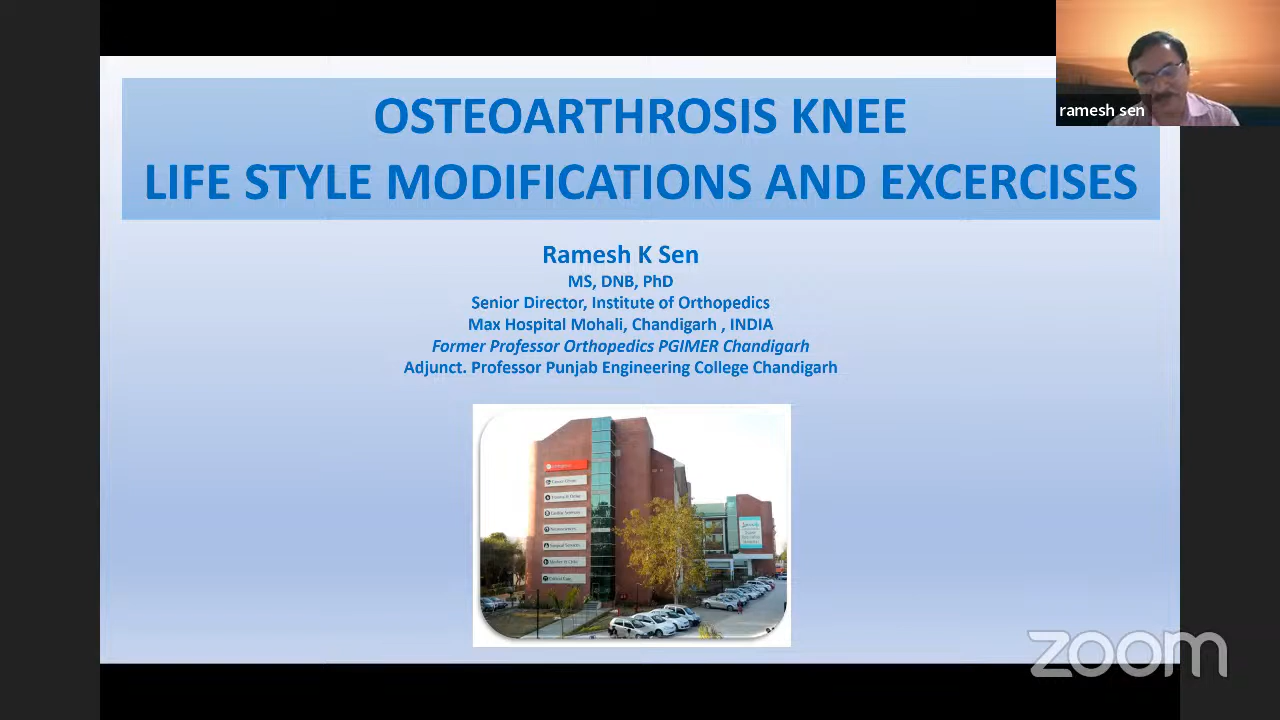 OSTEOARTHROSIS KNEE
LIFE STYLE MODIFICATIONS AND EXCERCISES
ramesh sen
Ramesh K Sen
MS, DNB, PhD
Senior Director, Institute of Orthopedics
Max Hospital Mohali, Chandigarh , INDIA
Former Professor Orthopedics PGIMER Chandigarh
Adjunct. Professor Punjab Engineering College Chandigarh
zoom